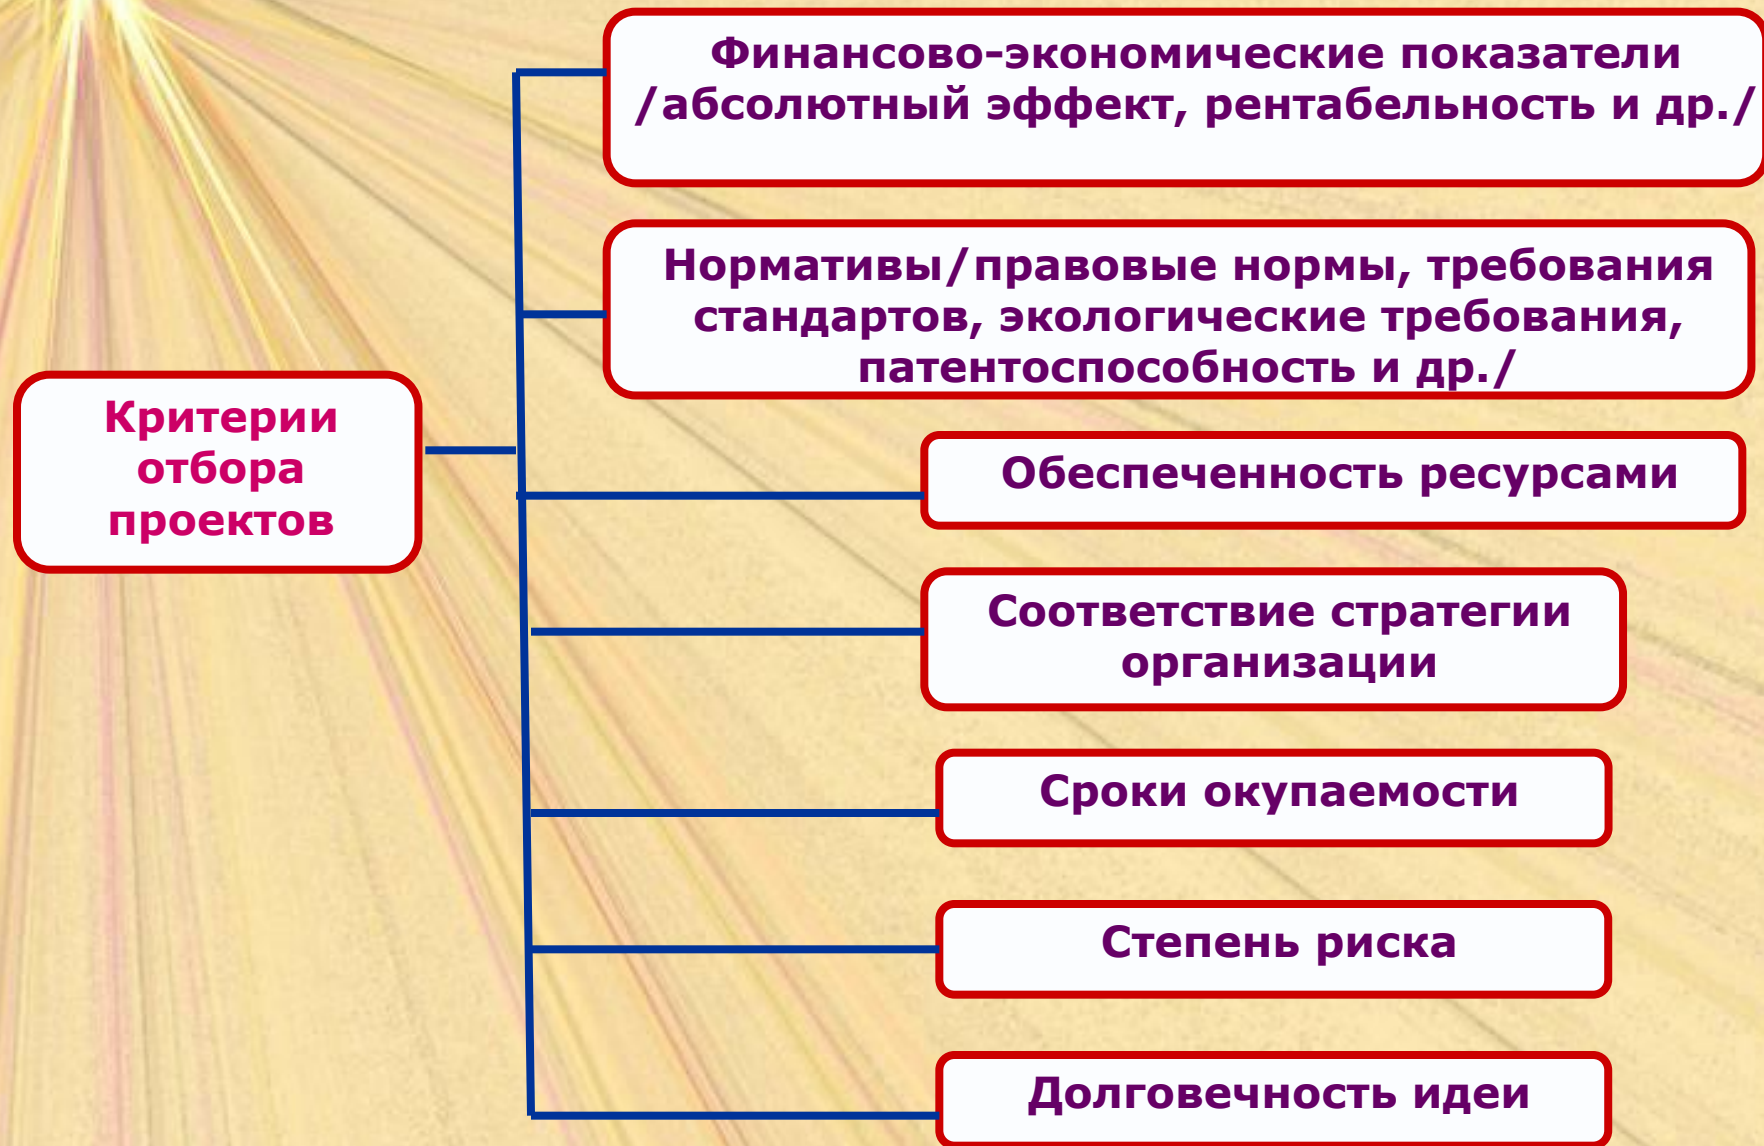 Финансово-экономические показатели
/абсолютный эффект, рентабельность и др./
Нормативы/правовые нормы, требования
стандартов, экологические требования,
патентоспособность и др./
Критерии
отбора
проектов
Обеспеченность ресурсами
Соответствие стратегии
организации
Сроки окупаемости
Степень риска
Долговечность идеи